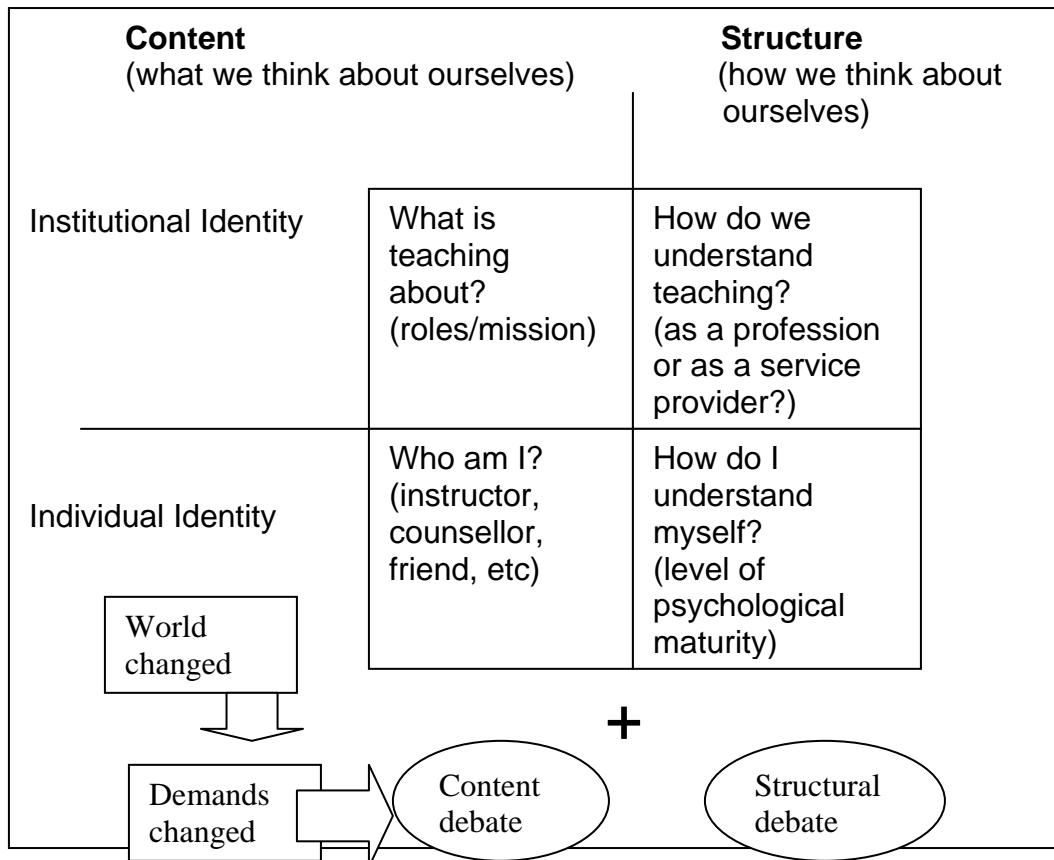 Content
(what we think about ourselves)
Structure
(how we think about
ourselves)
Institutional Identity
What is
teaching
about?
(roles/mission)
How do we
understand
teaching?
(as a profession
or as a service
provider?)
Individual Identity
Who am I?
(instructor,
counsellor,
friend, etc)
How do I
understand
myself?
(level of
psychological
maturity)
World
changed
+
Demands
changed
Content
debate
Structural
debate